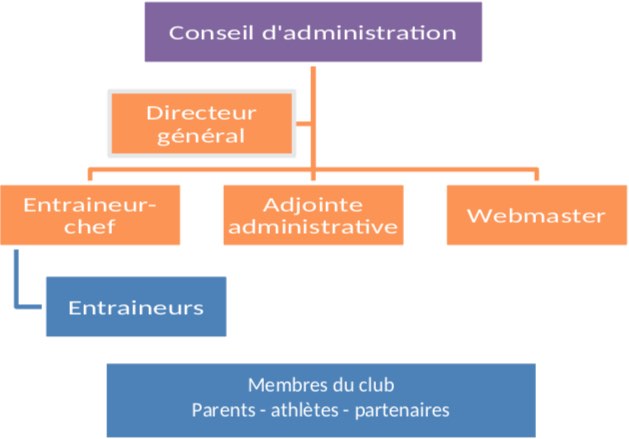 Conseil d'administration
Directeur
général
Entraineur-
chef
Adjointe
administrative
Webmaster
Entraineurs
Membres du club
Parents - athlètes - partenaires